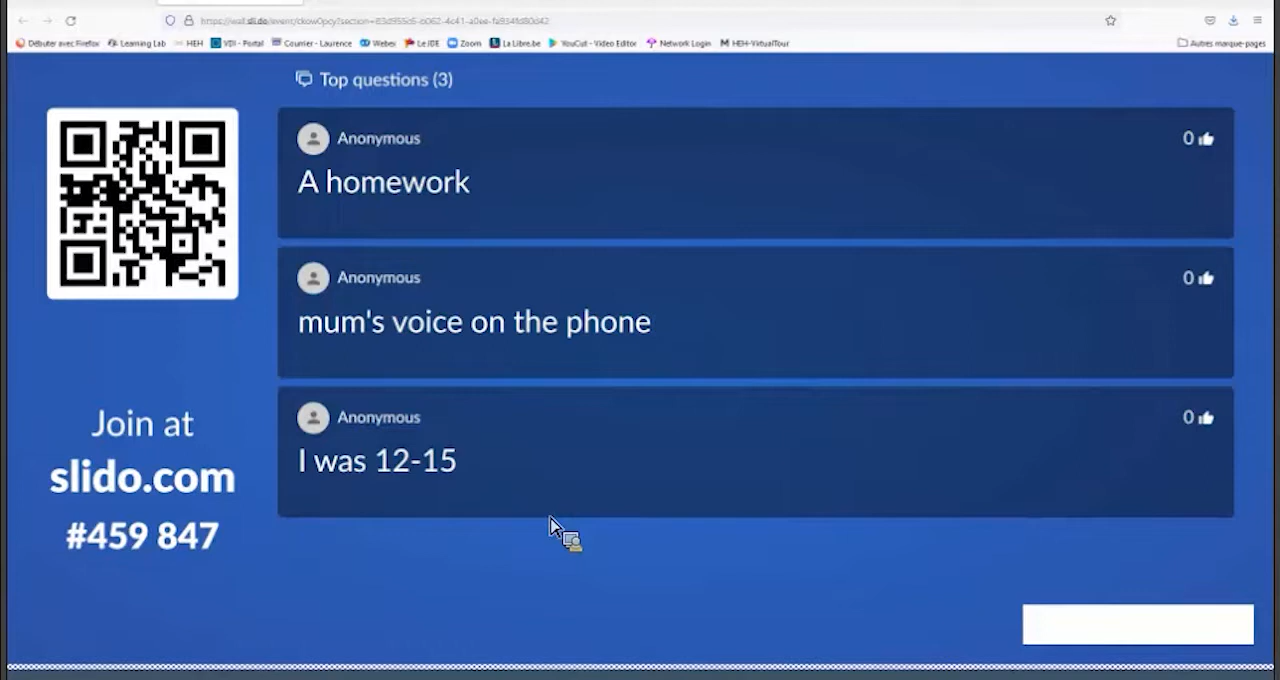 Débuter avec Firefox Learning Lab HEH VDI - Portal Courrier - Laurence Webex Le JDE Zoom La Libre.be YouCut - Video Editor Network Login HEH-VirtualTour Autres marque-pages
Top questions (3)
Anonymous 0
A homework
Anonymous 0
mum's voice on the phone
Anonymous 0
I was 12-15
Join at
slido.com
#459 847